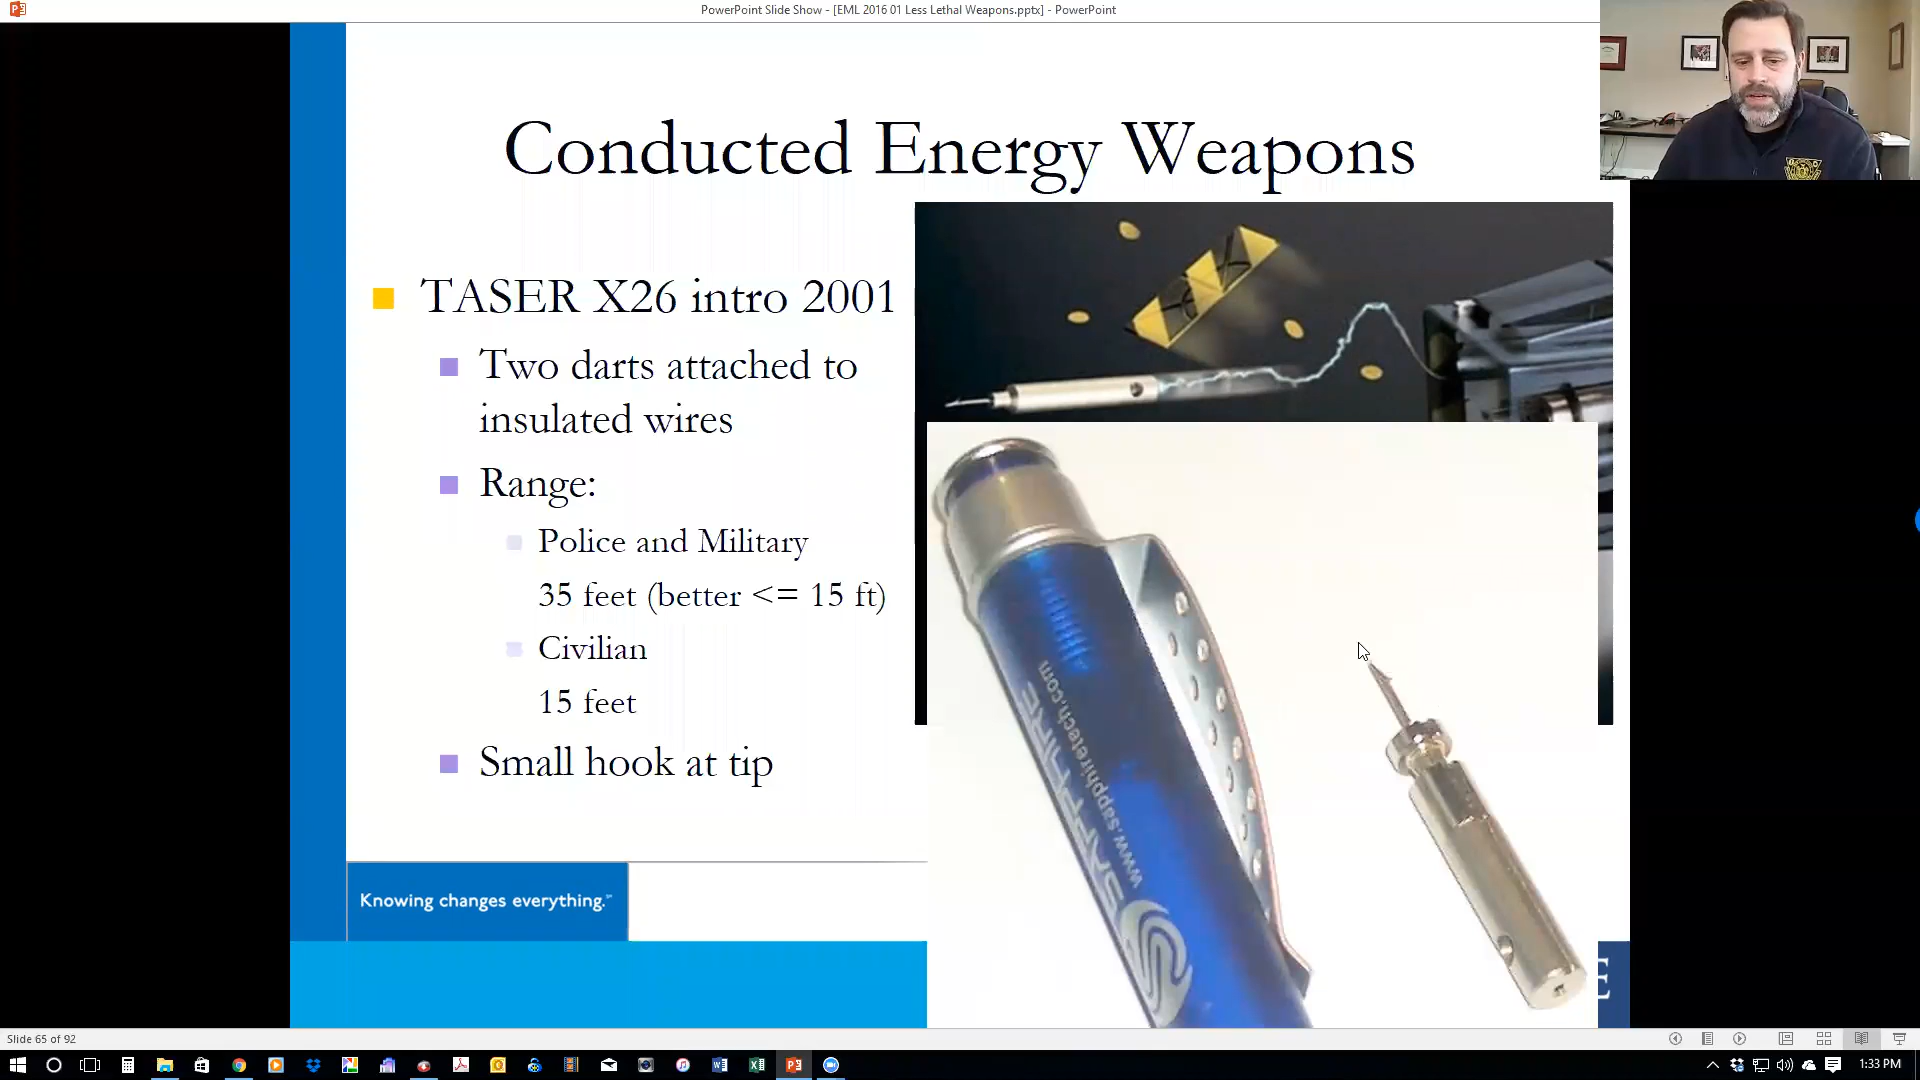 PowerPoint Slide Show - [EML 2016 01 Less Lethal Weapons.pptx] - PowerPoint
Conducted Energy Weapons
TASER X26 intro 2001
Two darts attached to
insulated wires
Range:
Police and Military
35 feet (better <= 15 ft)
Civilian
15 feet
Small hook at tip
www.sapphiretech.com
SAPPHIRE
Knowing changes everything.℠
E
Slide 65 of 92
1:33 PM